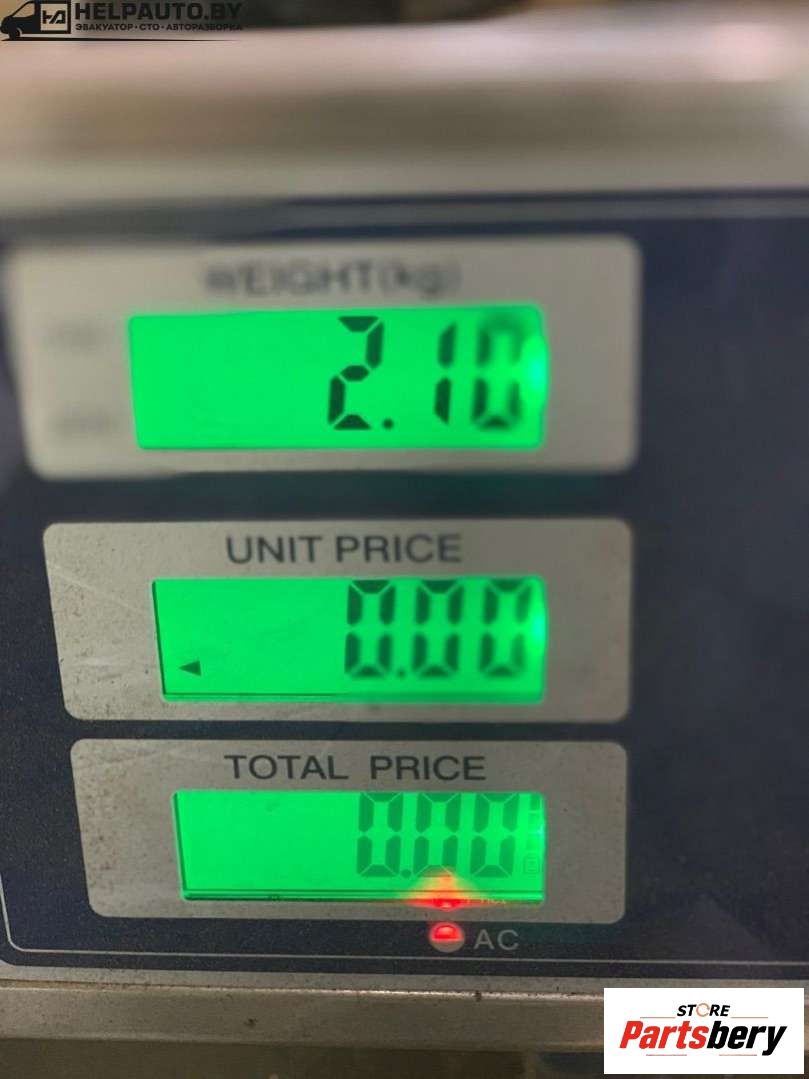 HELPAUTO.BY
ЭВАКУАТОР • СТО • АВТОРАЗБОРКА
WEIGHT(kg)
2.10
UNIT PRICE
0.00
TOTAL PRICE
0.00
AC
STORE
Partsbery